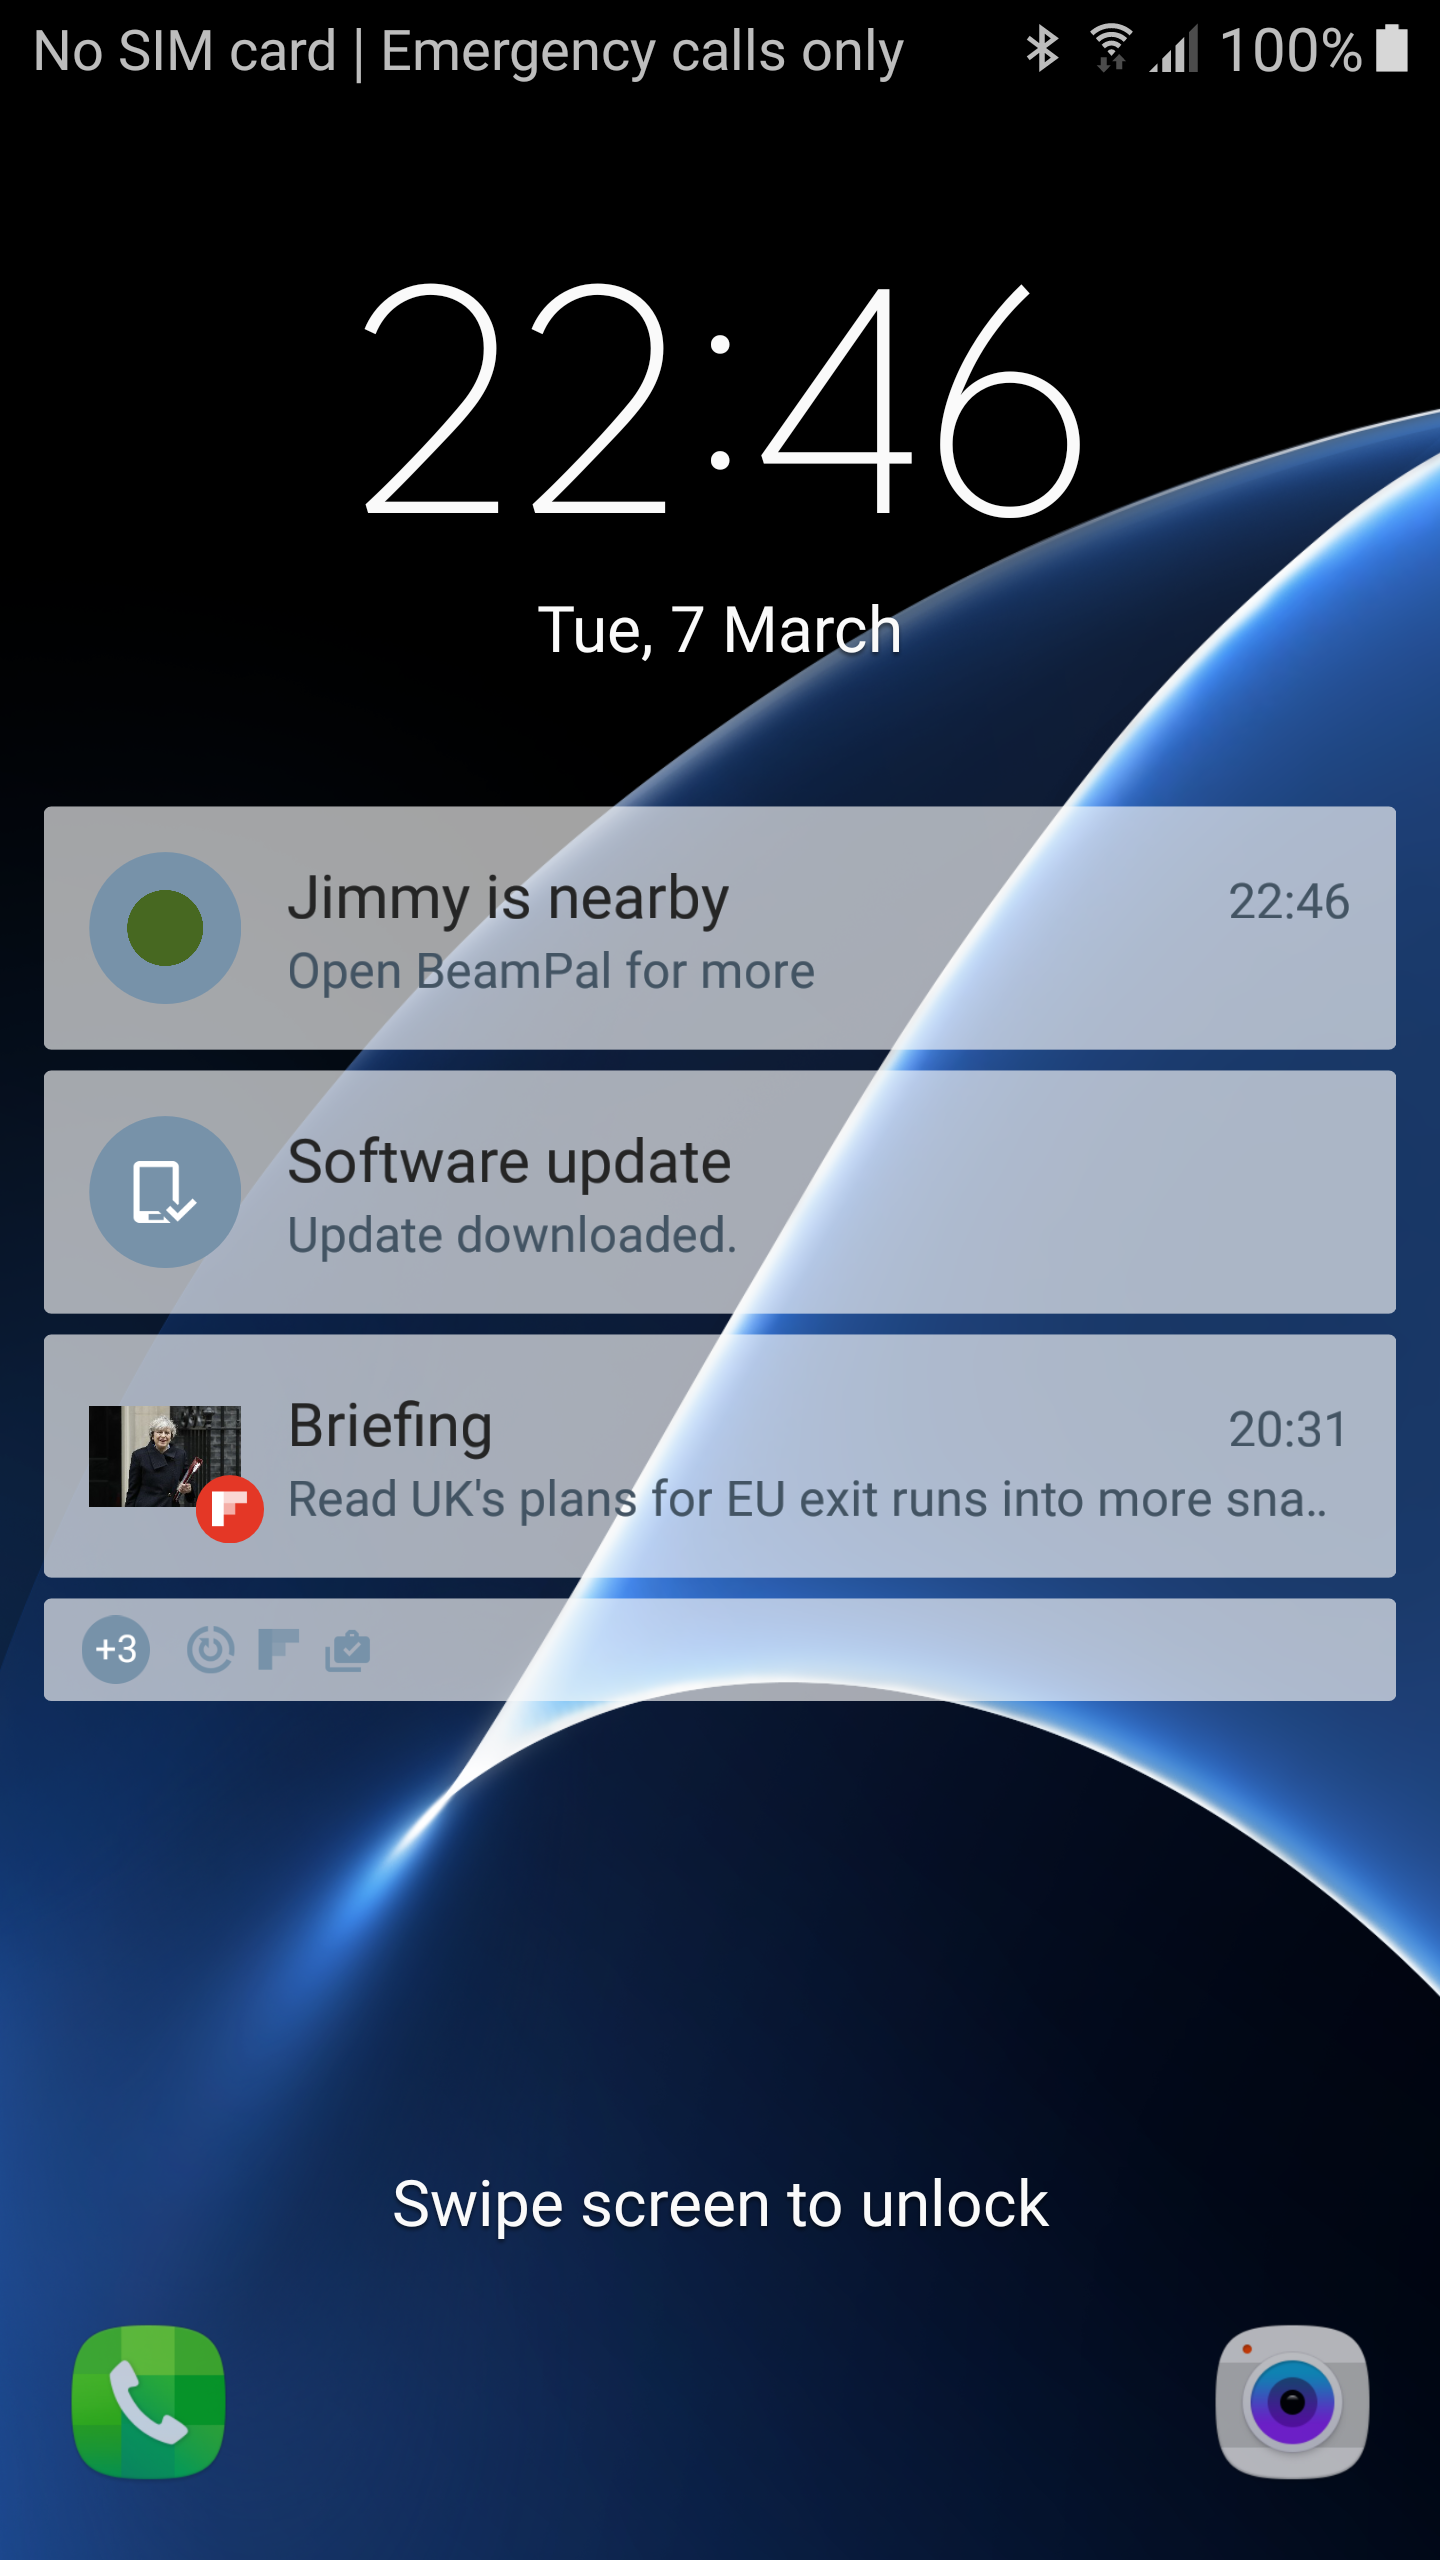 No SIM card | Emergency calls only 100%
22:46
Tue, 7 March
Jimmy is nearby 22:46
Open BeamPal for more
Software update
Update downloaded.
Briefing 20:31
Read UK's plans for EU exit runs into more sna..
+3
Swipe screen to unlock